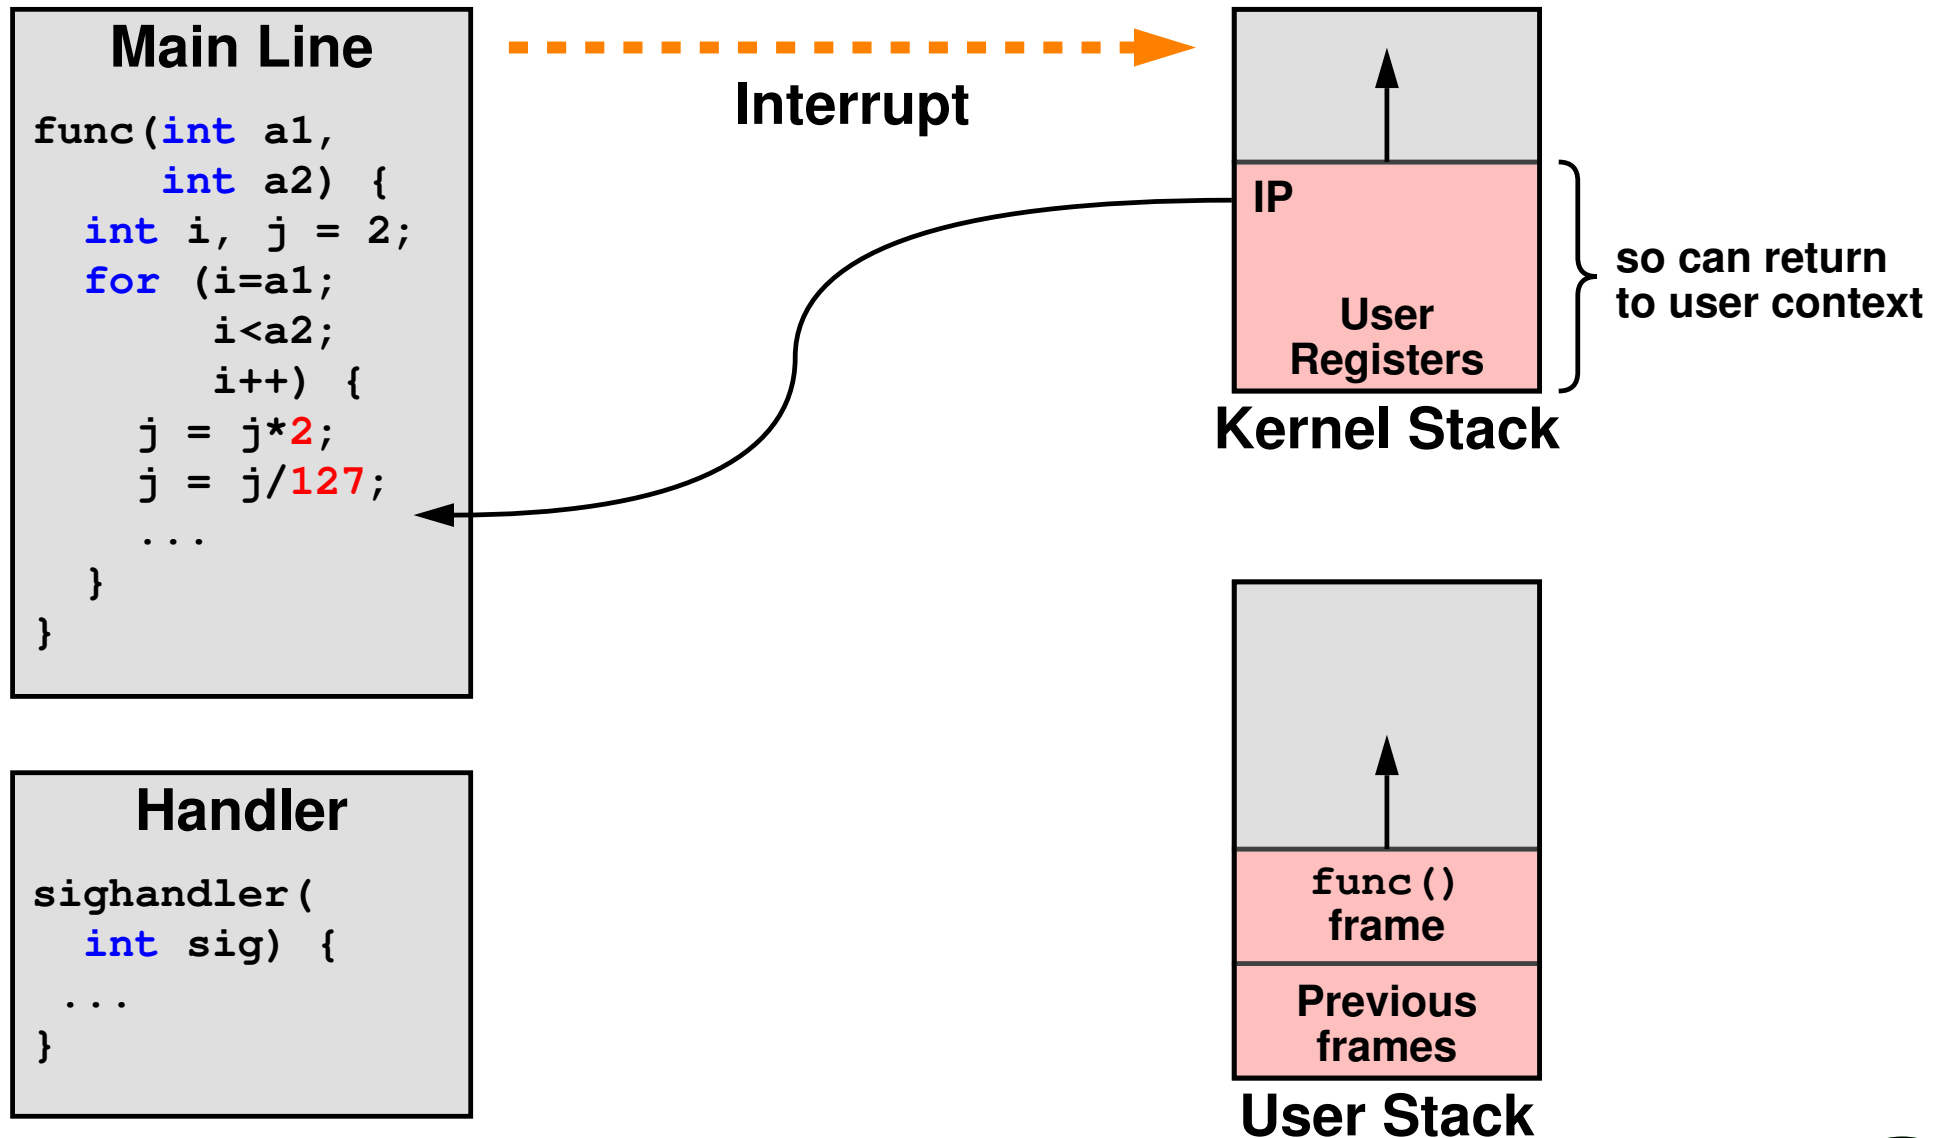 Main Line
func(int a1,
     int a2) {
  int i, j = 2;
  for (i=a1;
       i<a2;
       i++) {
    j = j*2;
    j = j/127;
    ...
  }
}
Handler
sighandler(
  int sig) {
 ...
}
Interrupt
IP
User
Registers
Kernel Stack
so can return
to user context
func()
frame
Previous
frames
User Stack